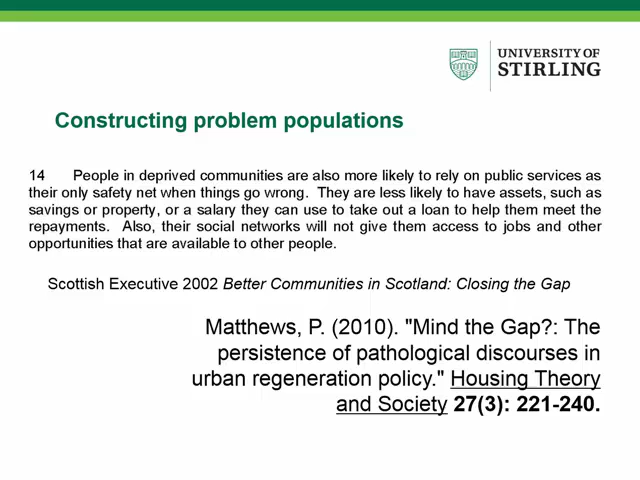 UNIVERSITY OF
STIRLING
Constructing problem populations
14 People in deprived communities are also more likely to rely on public services as
their only safety net when things go wrong. They are less likely to have assets, such as
savings or property, or a salary they can use to take out a loan to help them meet the
repayments. Also, their social networks will not give them access to jobs and other
opportunities that are available to other people.
Scottish Executive 2002 Better Communities in Scotland: Closing the Gap
Matthews, P. (2010). "Mind the Gap?: The
persistence of pathological discourses in
urban regeneration policy." Housing Theory
and Society 27(3): 221-240.